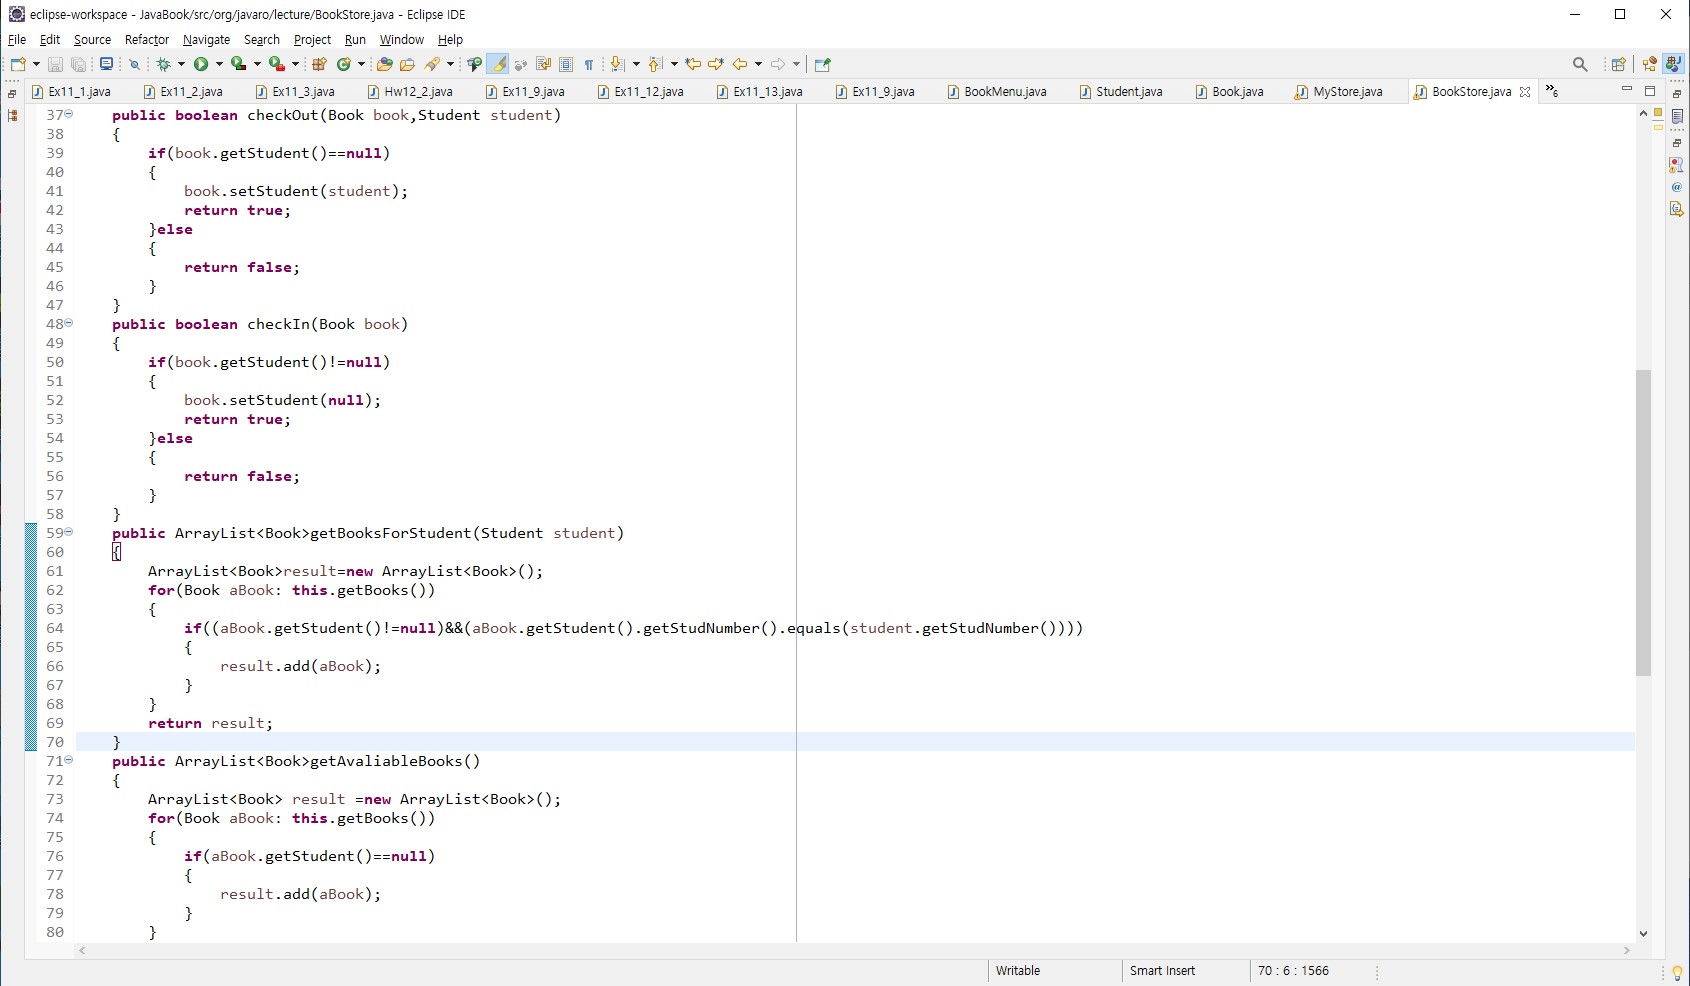 eclipse-workspace - JavaBook/src/org/javaro/lecture/BookStore.java - Eclipse IDE
File Edit Source Refactor Navigate Search Project Run Window Help
Ex11_1.java Ex11_2.java Ex11_3.java Hw12_2.java Ex11_9.java Ex11_12.java Ex11_13.java Ex11_9.java BookMenu.java Student.java Book.java MyStore.java BookStore.java »6
37 public boolean checkOut(Book book,Student student)
38 {
39 if(book.getStudent()==null)
40 {
41 book.setStudent(student);
42 return true;
43 }else
44 {
45 return false;
46 }
47 }
48 public boolean checkIn(Book book)
49 {
50 if(book.getStudent()!=null)
51 {
52 book.setStudent(null);
53 return true;
54 }else
55 {
56 return false;
57 }
58 }
59 public ArrayList<Book>getBooksForStudent(Student student)
60 {
61 ArrayList<Book>result=new ArrayList<Book>();
62 for(Book aBook: this.getBooks())
63 {
64 if((aBook.getStudent()!=null)&&(aBook.getStudent().getStudNumber().equals(student.getStudNumber())))
65 {
66 result.add(aBook);
67 }
68 }
69 return result;
70 }
71 public ArrayList<Book>getAvaliableBooks()
72 {
73 ArrayList<Book> result =new ArrayList<Book>();
74 for(Book aBook: this.getBooks())
75 {
76 if(aBook.getStudent()==null)
77 {
78 result.add(aBook);
79 }
80 }
Writable Smart Insert 70 : 6 : 1566